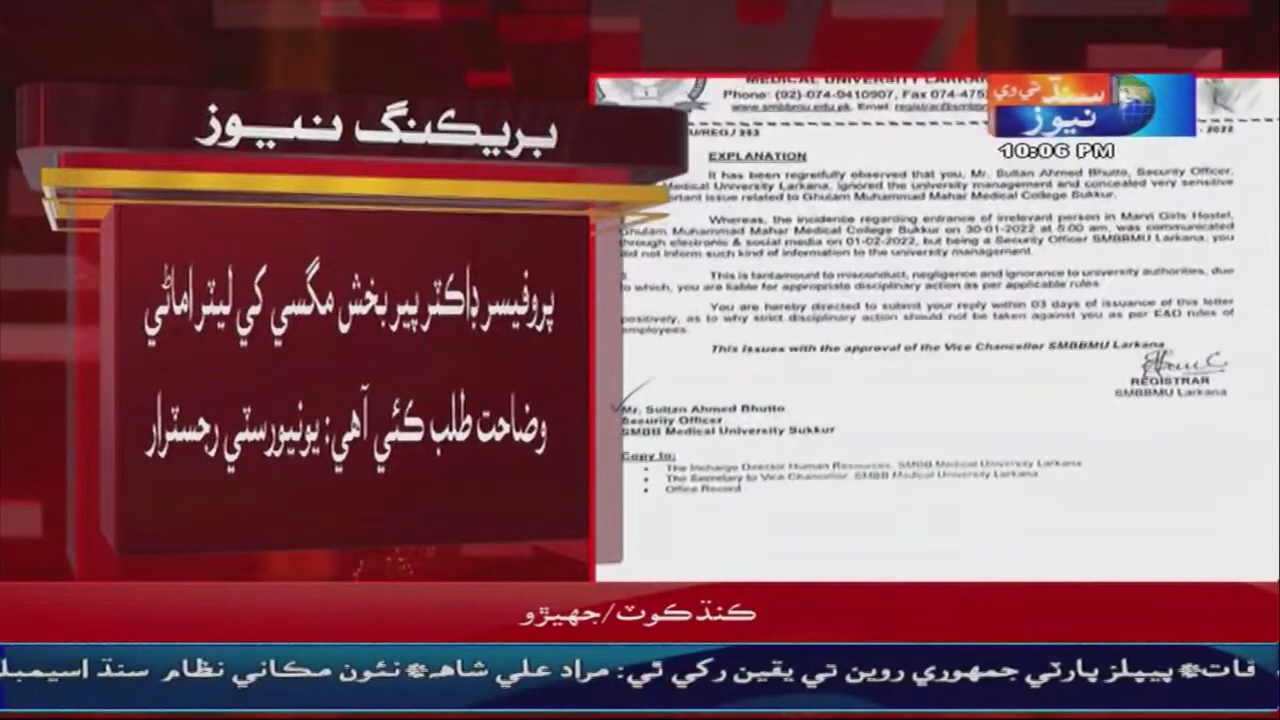 بريڪنگ نيوز
پروفيسر ڊاڪٽر پير بخش مگسي کي ليٽر اماڻي
وضاحت طلب ڪئي آهي: يونيورسٽي رجسٽرار
MEDICAL UNIVERSITY LARKAN
Phone: (92)-074-9410907, Fax 074-475
www.smbbmu.edu.pk, Email: registrar@smbbm
سنڌ ٽي وي
نيوز
10:06 PM
U/REG/ 263
- 2022
EXPLANATION
It has been regretfully observed that you, Mr. Sultan Ahmed Bhutto, Security Officer,
Medical University Larkana, ignored the university management and concealed very sensitive
ortant issue related to Ghulam Muhammad Mahar Medical College Sukkur.
Whereas, the incidence regarding entrance of irrelevant person in Marvi Girls Hostel,
Ghulam Muhammad Mahar Medical College Sukkur on 30-01-2022 at 5:00 am, was communicated
through electronic & social media on 01-02-2022, but being a Security Officer SMBBMU Larkana, you
did not inform such kind of information to the university management.
This is tantamount to misconduct, negligence and ignorance to university authorities, due
to which, you are liable for appropriate disciplinary action as per applicable rules
You are hereby directed to submit your reply within 03 days of issuance of this letter
positively, as to why strict disciplinary action should not be taken against you as per E&D rules of
employees.
This issues with the approval of the Vice Chancellor SMBBMU Larkana
REGISTRAR
SMBBMU Larkana
Mr. Sultan Ahmed Bhutto
Security Officer
SMBB Medical University Sukkur
Copy to:
• The Incharge Director Human Resources, SMBB Medical University Larkana
• The Secretary to Vice Chancellor, SMBB Medical University Larkana
• Office Record
ڪنڌڪوٽ/جهيڙو
قات پيپلز پارٽي جمهوري روين تي يقين رکي ٿي: مراد علي شاهه نئون مڪاني نظام سنڌ اسيمبل